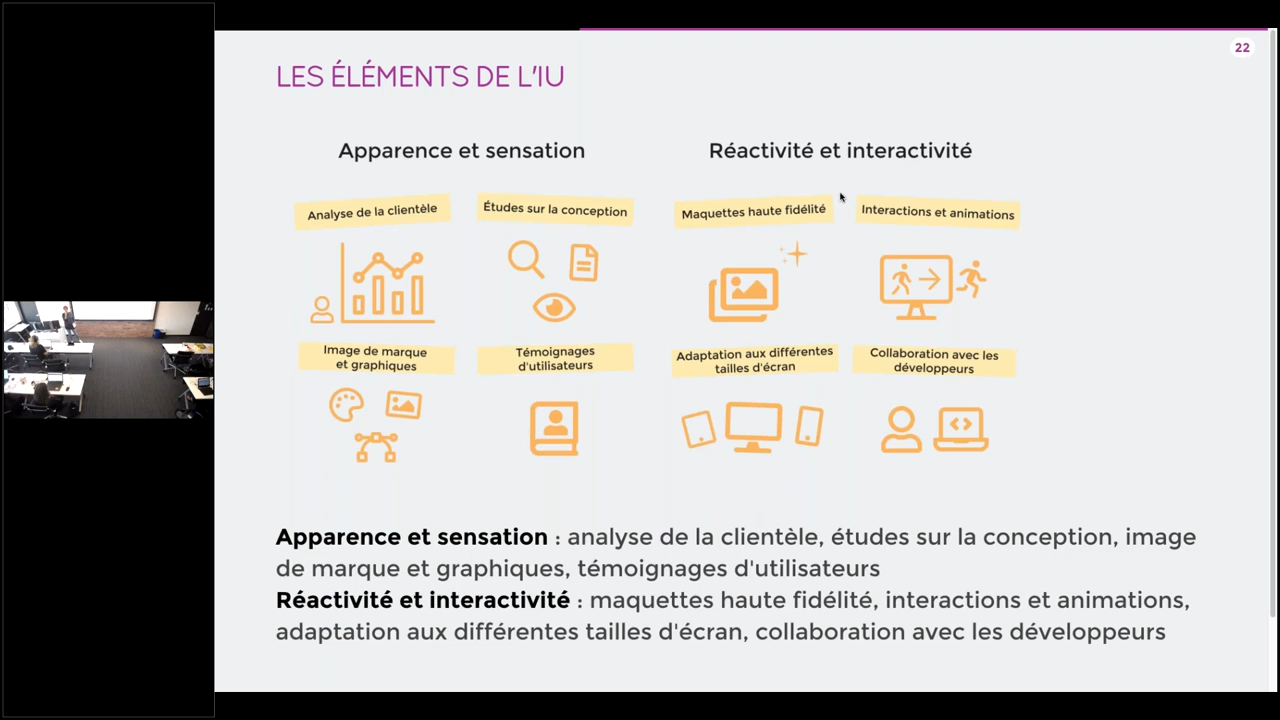 22
LES ÉLÉMENTS DE L'IU
Apparence et sensation
Réactivité et interactivité
Analyse de la clientèle
Études sur la conception
Maquettes haute fidélité
Interactions et animations
Image de marque
et graphiques
Témoignages
d'utilisateurs
Adaptation aux différentes
tailles d'écran
Collaboration avec les
développeurs
Apparence et sensation : analyse de la clientèle, études sur la conception, image
de marque et graphiques, témoignages d'utilisateurs
Réactivité et interactivité : maquettes haute fidélité, interactions et animations,
adaptation aux différentes tailles d'écran, collaboration avec les développeurs